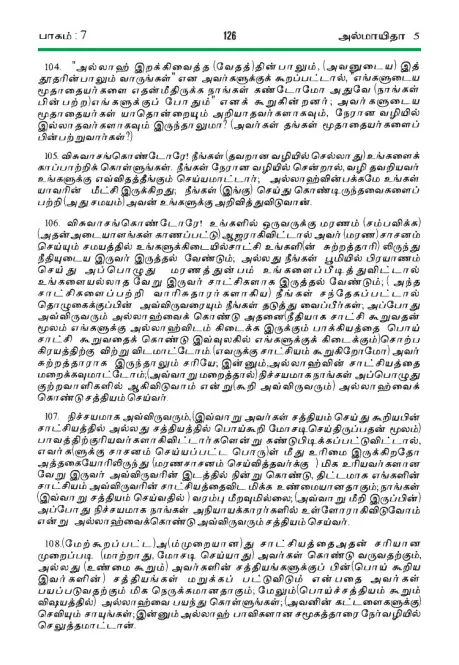 பாகம் : 7 126 அல்மாயிதா 5
104. "அல்லாஹ் இறக்கிவைத்த (வேதத்)தின்பாலும், (அவனுடைய) இத்
தூதரின்பாலும் வாருங்கள்" என அவர்களுக்குக் கூறப்பட்டால், எங்களுடைய
மூதாதையர்களை எதன்மீதிருக்க நாங்கள் கண்டோமோ அதுவே (நாங்கள்
பின்பற்ற)எங்களுக்குப் போதும்" எனக் கூறுகின்றனர்; அவர்களுடைய
மூதாதையர்கள் யாதொன்றையும் அறியாதவர்களாகவும், நேரான வழியில்
இல்லாதவர்களாகவும் இருந்தாலுமா? (அவர்கள் தங்கள் மூதாதையர்களைப்
பின்பற்றுவார்கள்?)
105. விசுவாசங்கொண்டோரே! நீங்கள் (தவறான வழியில் செல்லாது) உங்களைக்
காப்பாற்றிக் கொள்ளுங்கள். நீங்கள் நேரான வழியில் சென்றால், வழி தவறியவர்
உங்களுக்கு எவ்விதத்தீங்கும் செய்யமாட்டார்; அல்லாஹ்வின்பக்கமே உங்கள்
யாவரின் மீட்சி இருக்கிறது; நீங்கள் (இங்கு) செய்து கொண்டிருந்தவைகளைப்
பற்றி (அது சமயம்) அவன் உங்களுக்கு அறிவித்துவிடுவான்.
106. விசுவாசங்கொண்டோரே! உங்களில் ஒருவருக்கு மரணம் (சம்பவிக்க)
(அதன்அடையாளங்கள் காணப்பட்டு) ஆஜராகிவிட்டால் அவர் (மரண)சாஸனம்
செய்யும் சமயத்தில் உங்களுக்கிடையில்சாட்சி உங்களி(ன் சுற்றத்தாரி) லிருந்து
நீதியுடைய இருவர் இருத்தல் வேண்டும்; அல்லது நீங்கள் பூமியில் பிரயாணம்
செய்து அப்பொழுது மரணத்துன்பம் உங்களைப்பீடித்துவிட்டால்
உங்களையல்லாத வேறு இருவர் சாட்சிகளாக இருத்தல் வேண்டும்; ( அந்த
சாட்சிகளைப்பற்றி வாரிசுதாரர்களாகிய) நீங்கள் சந்தேகப்பட்டால்
தொழுகைக்குப்பின் அவ்விருவரையும் நீங்கள் தடுத்து வைப்பீர்கள்; அப்போது
அவ்விருவரும் அல்லாஹ்வைக் கொண்டு அதனை(நீதியாக சாட்சி கூறுவதன்
மூலம் எங்களுக்கு அல்லாஹ்விடம் கிடைக்க இருக்கும் பாக்கியத்தை பொய்
சாட்சி கூறுவதைக் கொண்டு இவ்வுலகில் எங்களுக்குக் கிடைக்கும்)சொற்ப
கிரயத்திற்கு விற்றுவிடமாட்டோம்.(எவருக்கு சாட்சியம் கூறுகிறோமோ) அவர்
சுற்றத்தாராக இருந்தாலும் சரியே; இன்னும்,அல்லாஹ்வின் சாட்சியத்தை
மறைக்கவுமாட்டோம்;(அவ்வாறு மறைத்தால்) நிச்சயமாக நாங்கள் அப்பொழுது
குற்றவாளிகளில் ஆகிவிடுவாம் என்று(கூறி அவ்விருவரும்) அல்லாஹ்வைக்
கொண்டு சத்தியம் செய்வர்.
107. நிச்சயமாக அவ்விருவரும்,(இவ்வாறு அவர்கள் சத்தியம் செய்து கூறியபின்
சாட்சியத்தில் அல்லது சத்தியத்தில் பொய்கூறி மோசடிசெய்திருப்பதன் மூலம்)
பாவத்திற்குரியவர்களாகிவிட்டார்களென்று கண்டுபிடிக்கப்பட்டுவிட்டால்,
எவர்(களுக்கு சாஸனம் செய்யப்பட்ட பொரு)ள் மீது உரிமை இருக்கிறதோ
அத்தகையோரிலிருந்து (மரணசாஸனம் செய்வித்தவர்க்கு ) மிக உரியவர்களான
வேறு இருவர் அவ்விருவரின் இடத்தில் நின்று கொண்டு, திட்டமாக எங்களின்
சாட்சியம் அவ்விருவரின் சாட்சியத்தைவிட மிக்க உண்மையானதாகும்;நாங்கள்
(இவ்வாறு சத்தியம் செய்வதில் ) வரம்பு மீறவுமில்லை;(அவ்வாறு மீறி இருப்பின்)
அப்போது நிச்சயமாக நாங்கள் அநியாயக்காரர்களில் உள்ளோராகிவிடுவோம்
என்று அல்லாஹ்வைக்கொண்டு அவ்விருவரும் சத்தியம் செய்வர்.
108.(மேற்கூறப்பட்ட)அ(ம்முறையான)து சாட்சியத்தைஅதன் சரியான
முறைப்படி (மாற்றாது, மோசடி செய்யாது) அவர்கள் கொண்டு வருவதற்கும்,
அல்லது (உண்மை கூறும்) அவர்களின் சத்தியங்களுக்குப் பின்(பொய் கூறிய
இவர்களின்) சத்தியங்கள் மறுக்கப் பட்டுவிடும் என்பதை அவர்கள்
பயப்படுவதற்கும் மிக நெருக்கமானதாகும்; மேலும்(பொய்ச்சத்தியம் கூறும்
விஷயத்தில்) அல்லாஹ்வை பயந்து கொள்ளுங்கள்; (அவனின் கட்டளைகளுக்கு)
செவியும் சாயுங்கள்;இன்னும்அல்லாஹ் பாவிகளான சமூகத்தாரை நேர்வழியில்
செலுத்தமாட்டான்.